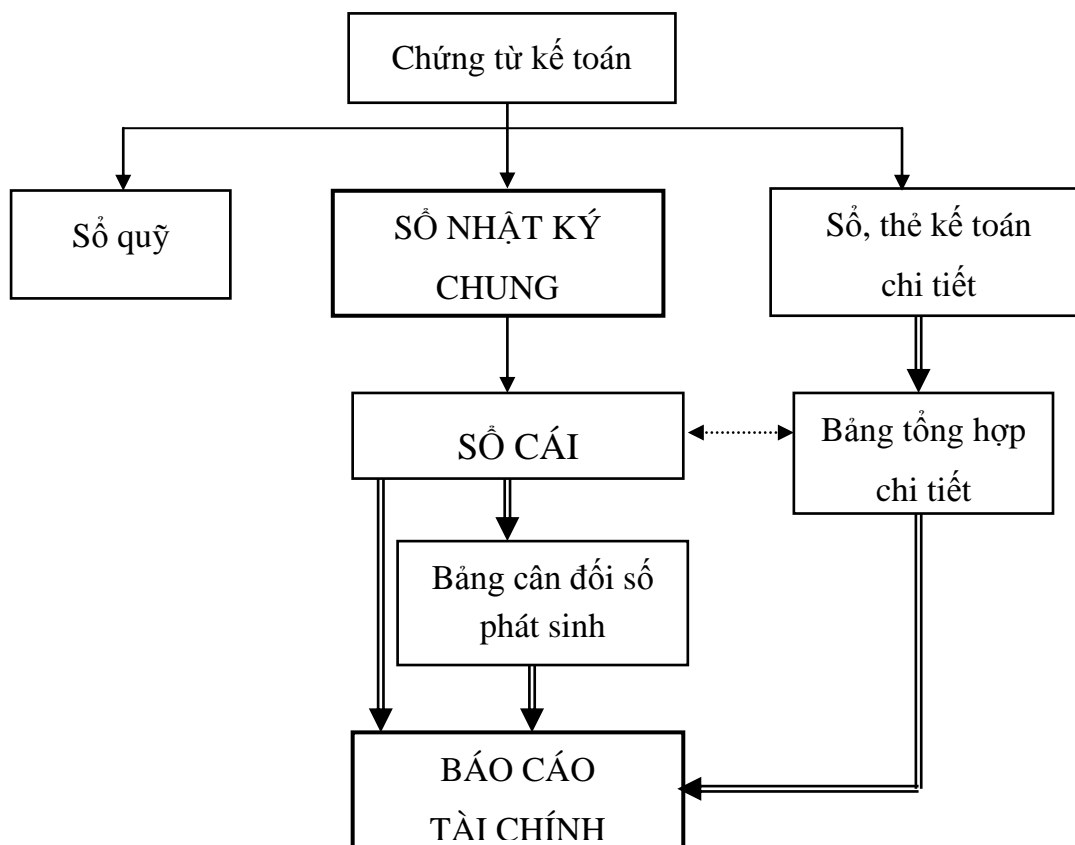 Chứng từ kế toán
Sổ quỹ
SỔ NHẬT KÝ
CHUNG
Sổ, thẻ kế toán
chi tiết
SỔ CÁI
Bảng tổng hợp
chi tiết
Bảng cân đối số
phát sinh
BÁO CÁO
TÀI CHÍNH